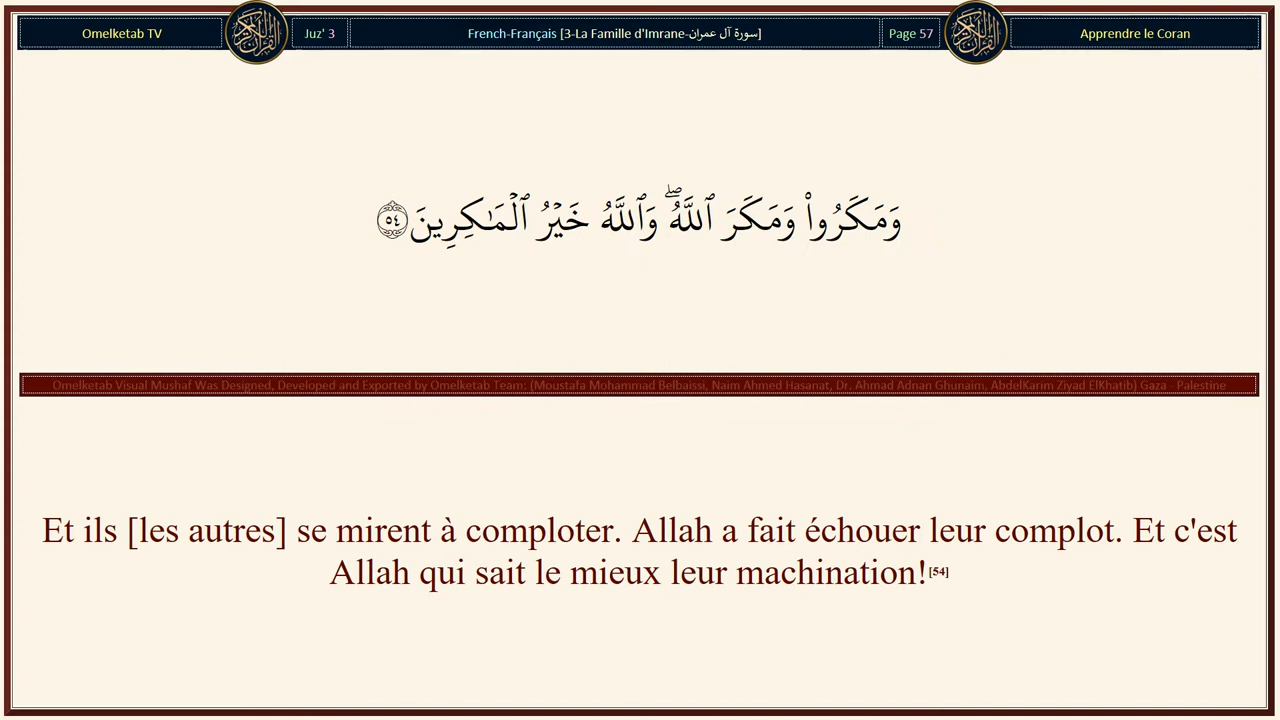 Omelketab TV
Juz' 3
French-Français [3-La Famille d'Imrane-سورة آل عمران]
Page 57
Apprendre le Coran
وَمَكَرُوا۟ وَمَكَرَ ٱللَّهُ ۖ وَٱللَّهُ خَيْرُ ٱلْمَـٰكِرِينَ ٥٤
Omelketab Visual Mushaf Was Designed, Developed and Exported by Omelketab Team: (Moustafa Mohammad Belbaissi, Naim Ahmed Hasanat, Dr. Ahmad Adnan Ghunaim, AbdelKarim Ziyad ElKhatib) Gaza - Palestine
Et ils [les autres] se mirent à comploter. Allah a fait échouer leur complot. Et c'est
Allah qui sait le mieux leur machination![54]